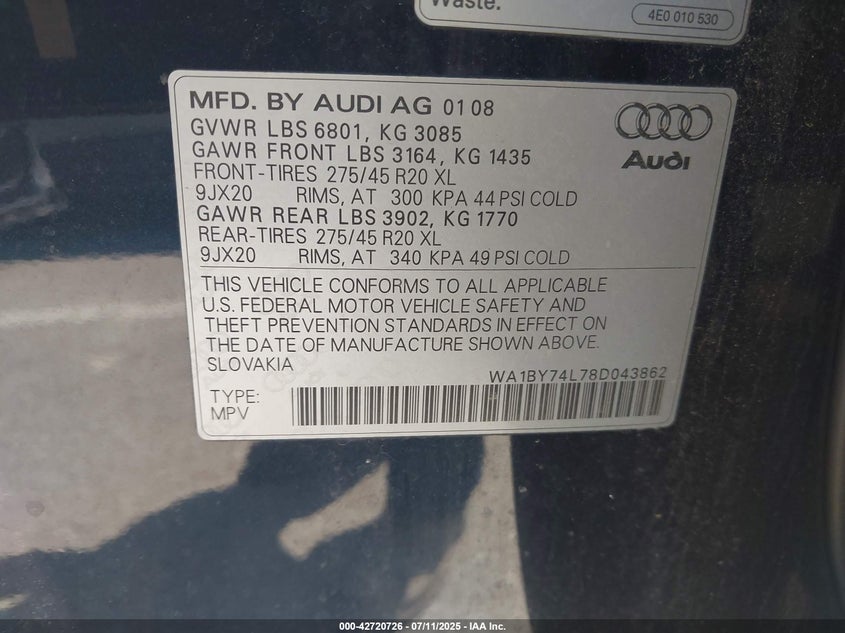 Waste.
4E0 010 530
MFD. BY AUDI AG 01 08
GVWR LBS 6801, KG 3085
GAWR FRONT LBS 3164, KG 1435
FRONT-TIRES 275/45 R20 XL
9JX20 RIMS, AT 300 KPA 44 PSI COLD
GAWR REAR LBS 3902, KG 1770
REAR-TIRES 275/45 R20 XL
9JX20 RIMS, AT 340 KPA 49 PSI COLD
Audi
THIS VEHICLE CONFORMS TO ALL APPLICABLE
U.S. FEDERAL MOTOR VEHICLE SAFETY AND
THEFT PREVENTION STANDARDS IN EFFECT ON
THE DATE OF MANUFACTURE SHOWN ABOVE.
SLOVAKIA
WA1BY74L78D043862
TYPE:
MPV
000-42720726 - 07/11/2025 - IAA Inc.